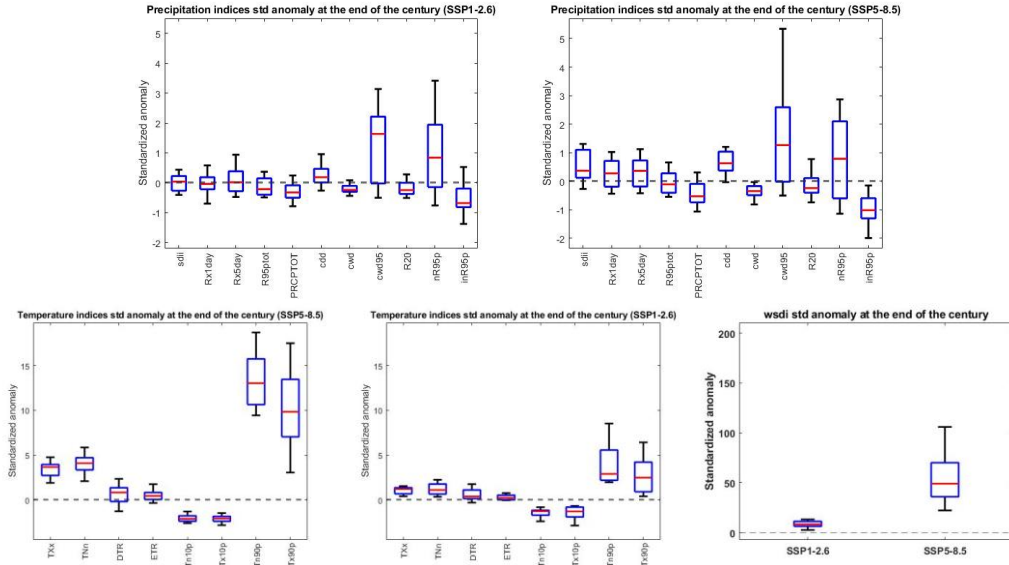 Precipitation indices std anomaly at the end of the century (SSP1-2.6)
Standardized anomaly
5
4
3
2
1
0
-1
-2
sdii
Rx1day
Rx5day
R95ptot
PRCPTOT
cdd
cwd
cwd95
R20
nR95p
inR95p
Precipitation indices std anomaly at the end of the century (SSP5-8.5)
Standardized anomaly
5
4
3
2
1
0
-1
-2
sdii
Rx1day
Rx5day
R95ptot
PRCPTOT
cdd
cwd
cwd95
R20
nR95p
inR95p
Temperature indices std anomaly at the end of the century (SSP5-8.5)
Standardized anomaly
15
10
5
0
TXx
TNn
DTR
ETR
Tn10p
Tx10p
Tn90p
Tx90p
Temperature indices std anomaly at the end of the century (SSP1-2.6)
Standardized anomaly
15
10
5
0
TXx
TNn
DTR
ETR
Tn10p
Tx10p
Tn90p
Tx90p
wsdi std anomaly at the end of the century
Standardized anomaly
200
150
100
50
0
SSP1-2.6
SSP5-8.5